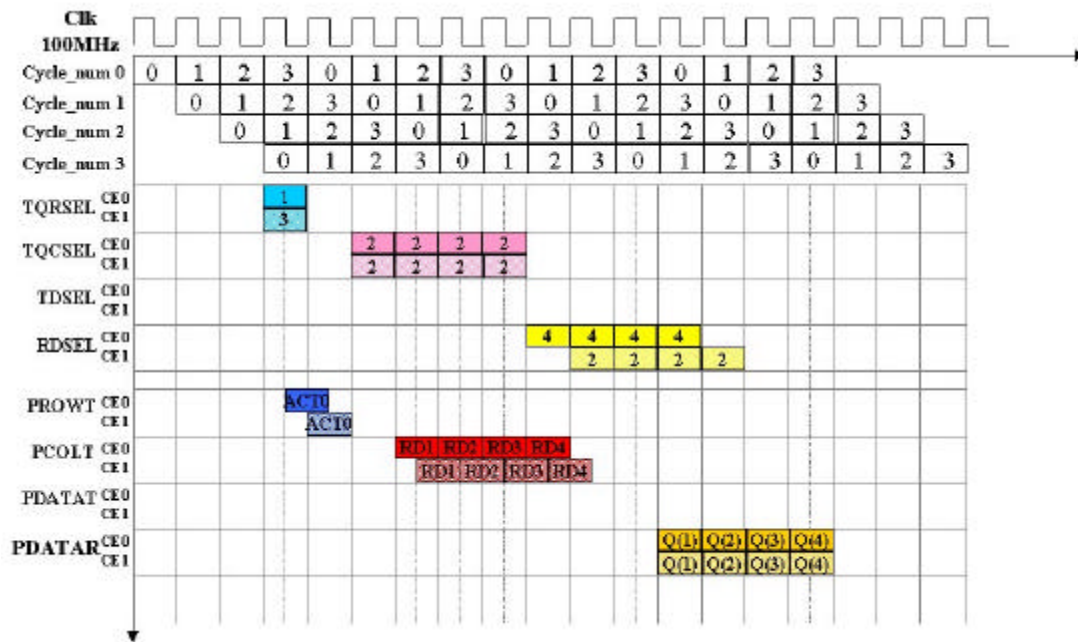 Clk
100MHz
Cycle_num 0 0 1 2 3 0 1 2 3 0 1 2 3 0 1 2 3
Cycle_num 1 0 1 2 3 0 1 2 3 0 1 2 3 0 1 2 3
Cycle_num 2 0 1 2 3 0 1 2 3 0 1 2 3 0 1 2 3
Cycle_num 3 0 1 2 3 0 1 2 3 0 1 2 3 0 1 2 3
TQRSEL CE0 1
CE1 3
TQCSEL CE0 2 2 2 2
CE1 2 2 2 2
TDSEL CE0
CE1
RDSEL CE0 4 4 4 4
CE1 2 2 2 2
PROWT CE0 ACT0
CE1 ACT0
PCOLT CE0 RD1 RD2 RD3 RD4
CE1 RD1 RD2 RD3 RD4
PDATAT CE0
CE1
PDATAR CE0 Q(1) Q(2) Q(3) Q(4)
CE1 Q(1) Q(2) Q(3) Q(4)